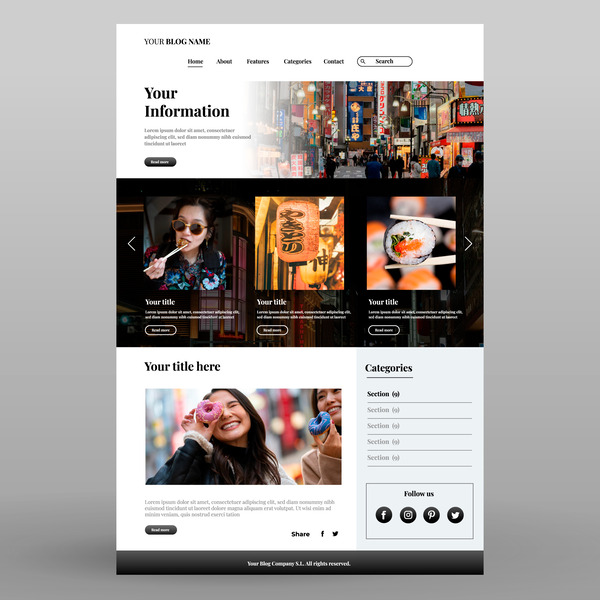 YOUR BLOG NAME
Home About Features Categories Contact Search
Your
Information
Lorem ipsum dolor sit amet, consectetuer
adipiscing elit, sed diam nonummy nibh euismod
tincidunt ut laoreet
Read more
Your title
Lorem ipsum dolor sit amet, consectetuer adipiscing elit,
sed diam nonummy nibh euismod tincidunt ut laoreet
Read more
Your title
Lorem ipsum dolor sit amet, consectetuer adipiscing elit,
sed diam nonummy nibh euismod tincidunt ut laoreet
Read more
Your title
Lorem ipsum dolor sit amet, consectetuer adipiscing elit,
sed diam nonummy nibh euismod tincidunt ut laoreet
Read more
Your title here
Lorem ipsum dolor sit amet, consectetuer adipiscing elit, sed diam nonummy nibh
euismod tincidunt ut laoreet dolore magna aliquam erat volutpat. Ut wisi enim ad
minim veniam, quis nostrud exerci tation
Read more
Share
Categories
Section (9)
Section (9)
Section (9)
Section (9)
Section (9)
Follow us
Your Blog Company S.L. All rights reserved.